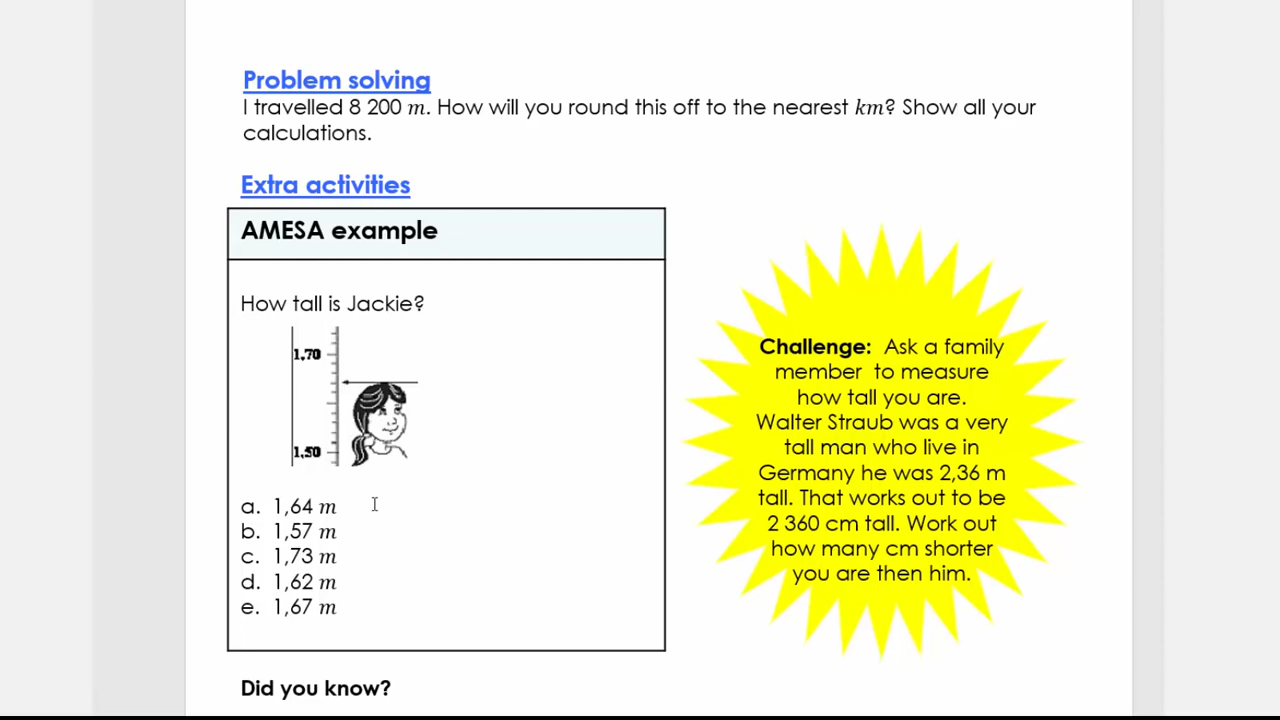 Problem solving
I travelled 8 200 m. How will you round this off to the nearest km? Show all your
calculations.
Extra activities
AMESA example
How tall is Jackie?
1,70
1,50
a. 1,64 m
b. 1,57 m
c. 1,73 m
d. 1,62 m
e. 1,67 m
Challenge: Ask a family
member to measure
how tall you are.
Walter Straub was a very
tall man who live in
Germany he was 2,36 m
tall. That works out to be
2 360 cm tall. Work out
how many cm shorter
you are then him.
Did you know?